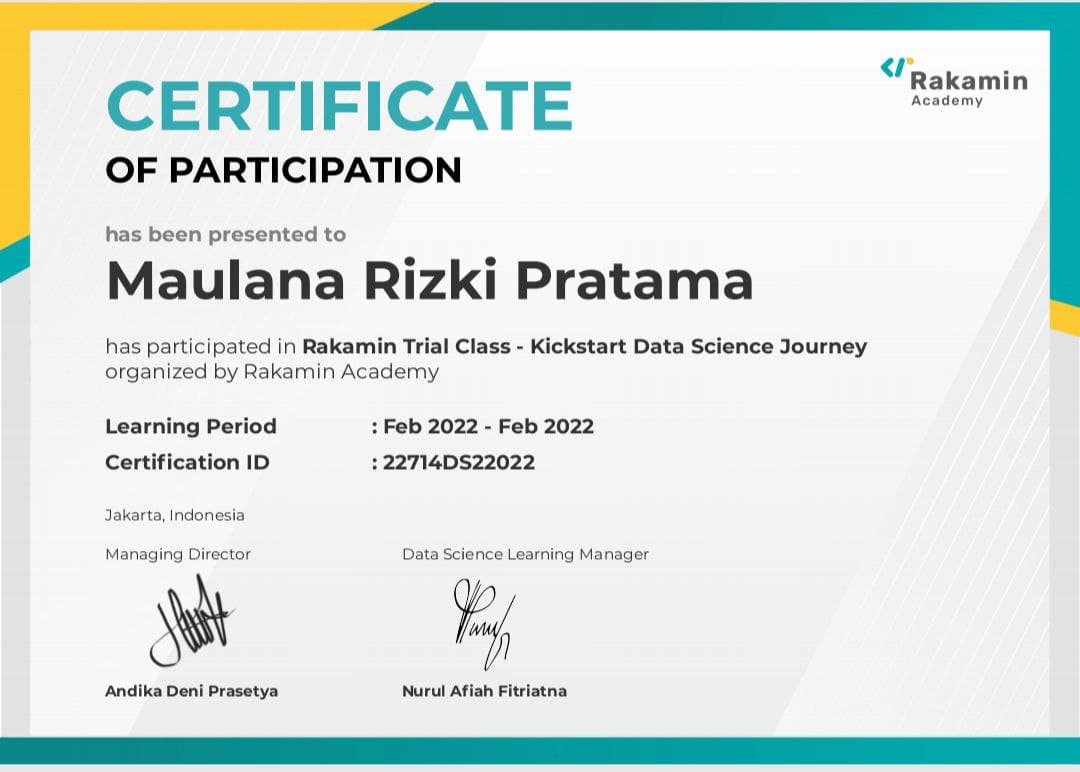 Rakamin
Academy
CERTIFICATE
OF PARTICIPATION
has been presented to
Maulana Rizki Pratama
has participated in Rakamin Trial Class - Kickstart Data Science Journey
organized by Rakamin Academy
Learning Period : Feb 2022 - Feb 2022
Certification ID : 22714DS22022
Jakarta, Indonesia
Managing Director Data Science Learning Manager
Andika Deni Prasetya Nurul Afiah Fitriatna